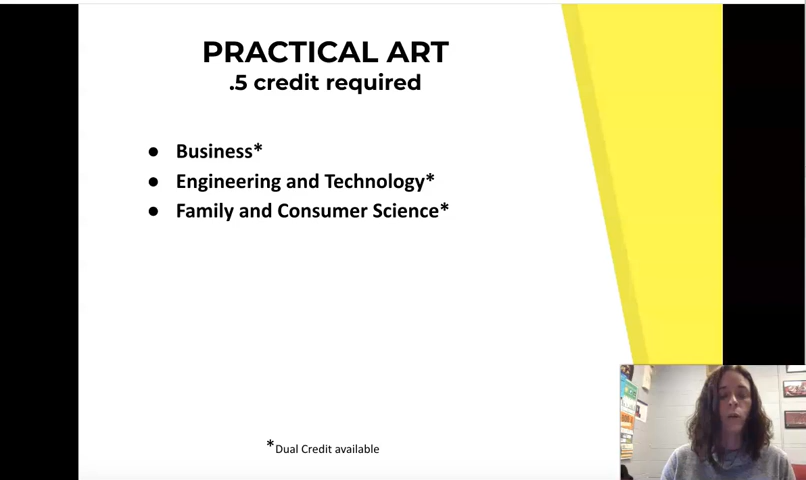 PRACTICAL ART
.5 credit required
● Business*
● Engineering and Technology*
● Family and Consumer Science*
*Dual Credit available